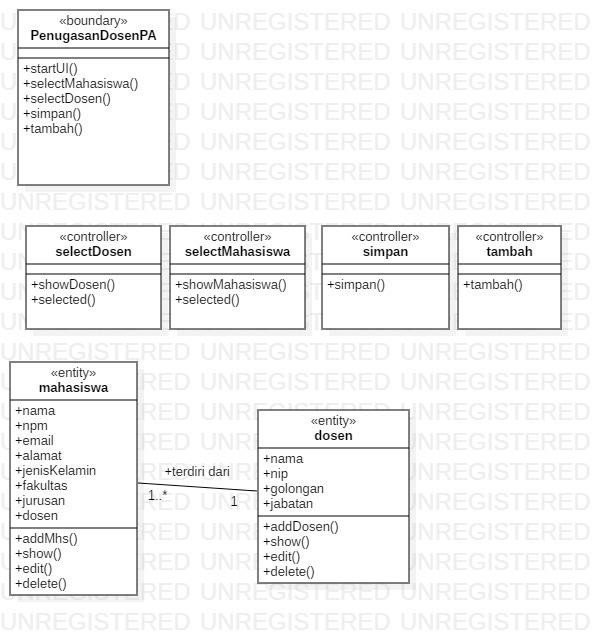 UNREGISTERED UNREGISTERED UNREGISTERED
«boundary»
PenugasanDosenPA
+startUI()
+selectMahasiswa()
+selectDosen()
+simpan()
+tambah()
«controller»
selectDosen
+showDosen()
+selected()
«controller»
selectMahasiswa
+showMahasiswa()
+selected()
«controller»
simpan
+simpan()
«controller»
tambah
+tambah()
«entity»
mahasiswa
+nama
+npm
+email
+alamat
+jenisKelamin
+fakultas
+jurusan
+dosen
+addMhs()
+show()
+edit()
+delete()
+terdiri dari
1..*
1
«entity»
dosen
+nama
+nip
+golongan
+jabatan
+addDosen()
+show()
+edit()
+delete()